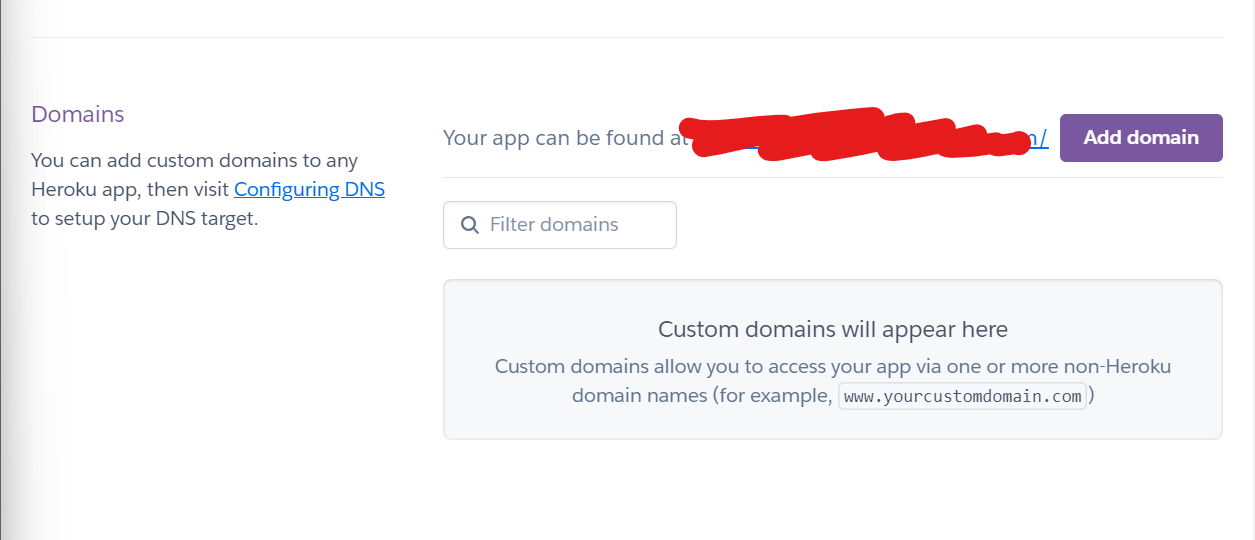 Domains
You can add custom domains to any
Heroku app, then visit Configuring DNS
to setup your DNS target.
Your app can be found at
Add domain
Filter domains
Custom domains will appear here
Custom domains allow you to access your app via one or more non-Heroku
domain names (for example, www.yourcustomdomain.com)